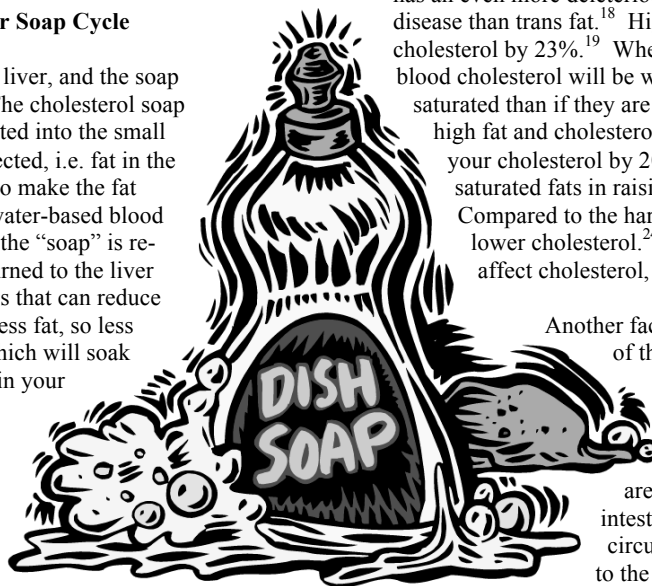 r Soap Cycle
liver, and the soap
he cholesterol soap
ted into the small
ected, i.e. fat in the
o make the fat
vater-based blood
the “soap” is re-
urned to the liver
s that can reduce
ess fat, so less
hich will soak
in your
disease than trans fat.18 Hi
cholesterol by 23%.19 Whe
blood cholesterol will be w
saturated than if they are
high fat and cholestero
your cholesterol by 20
saturated fats in raisi
Compared to the har
lower cholesterol.2
affect cholesterol,
Another fac
of th
are
intest
circu
to the
DISH
SOAP